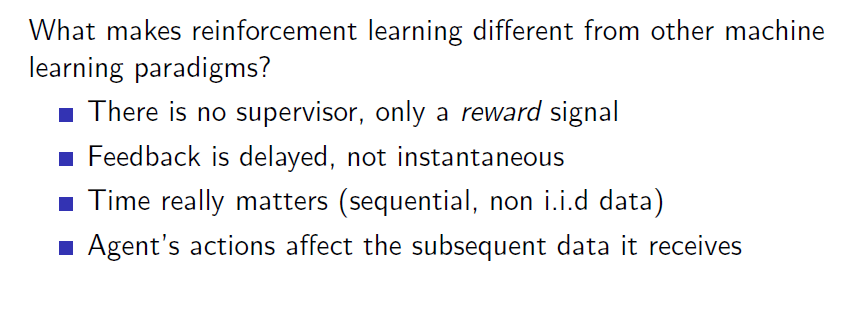 What makes reinforcement learning different from other machine
learning paradigms?
There is no supervisor, only a reward signal
Feedback is delayed, not instantaneous
Time really matters (sequential, non i.i.d data)
Agent's actions affect the subsequent data it receives